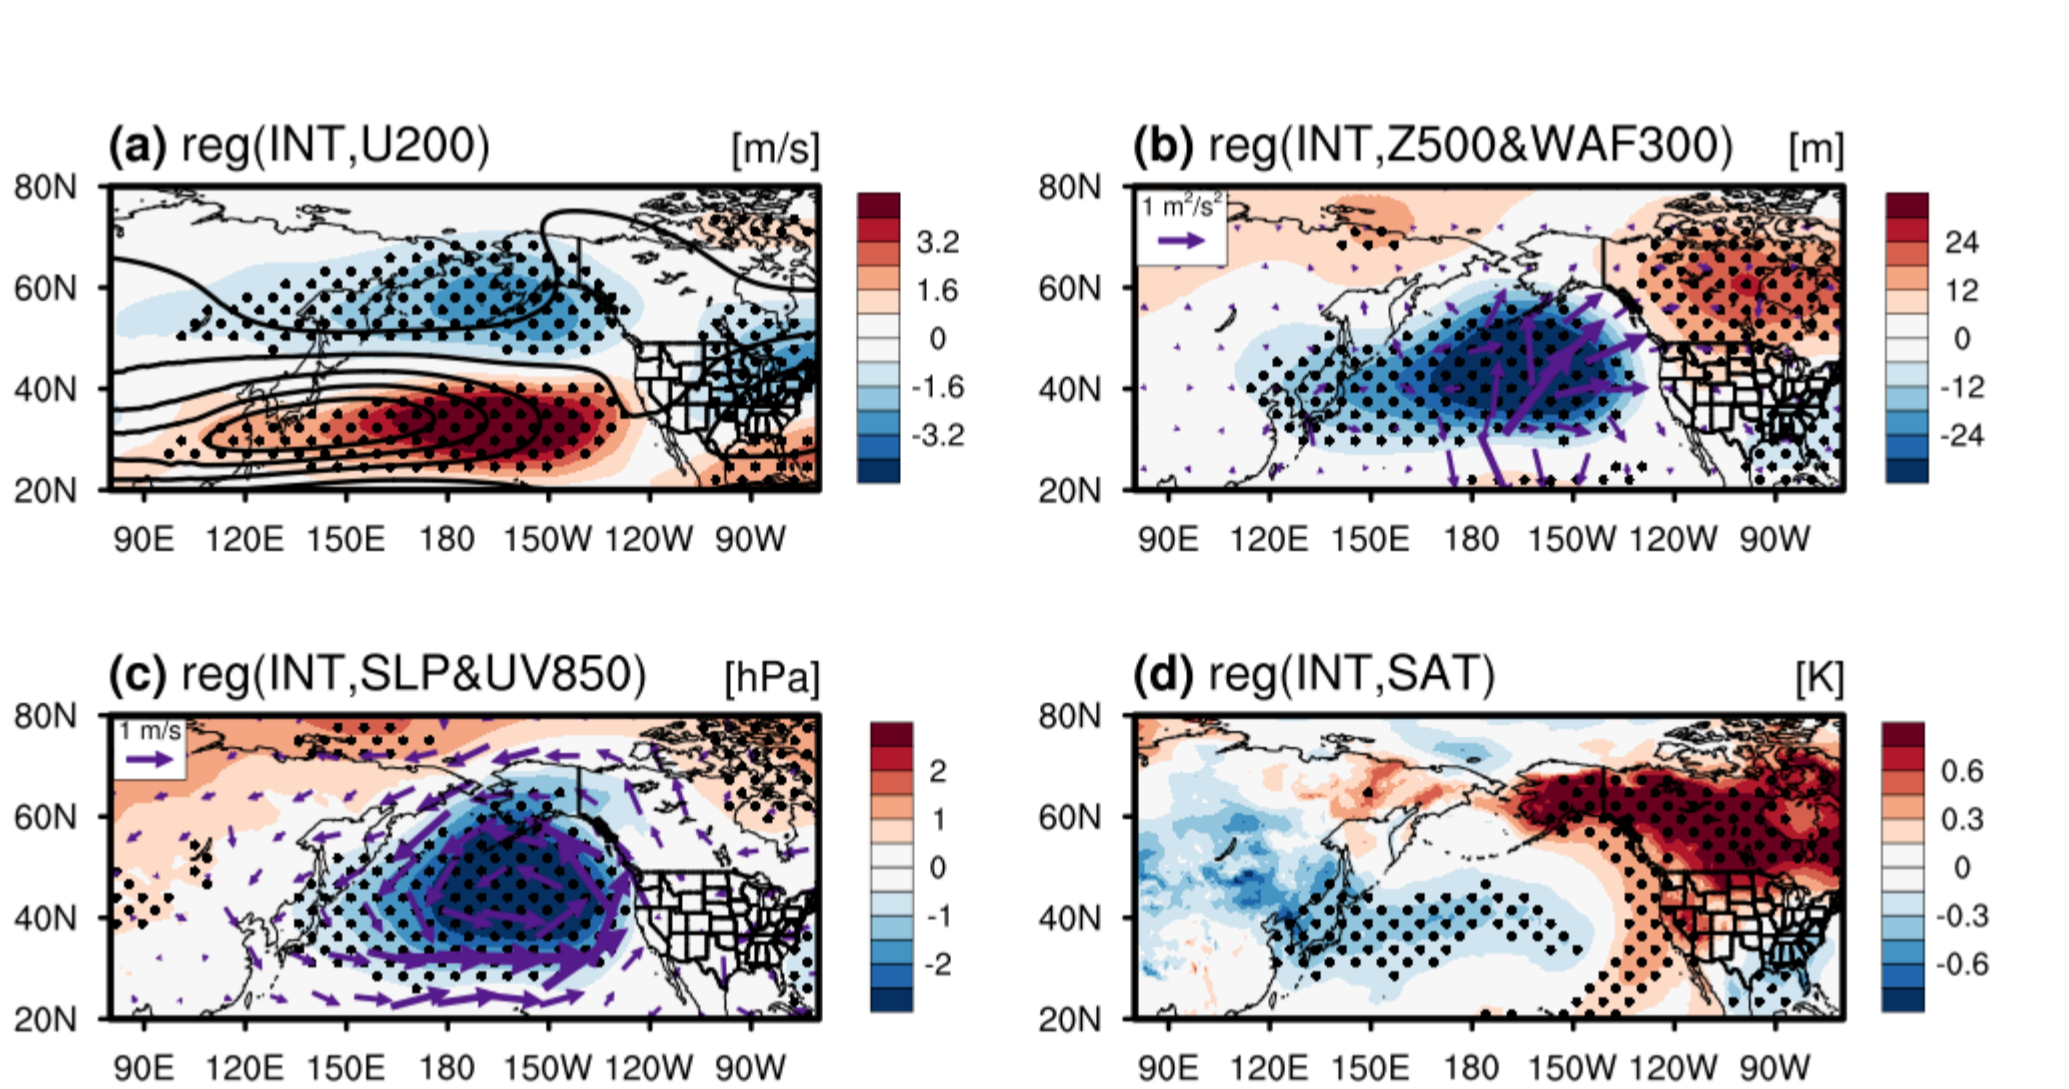 (a) reg(INT,U200) [m/s]
80N
60N
40N
20N
90E 120E 150E 180 150W 120W 90W
3.2
1.6
0
-1.6
-3.2
(b) reg(INT,Z500&WAF300) [m]
1 m²/s²
80N
60N
40N
20N
90E 120E 150E 180 150W 120W 90W
24
12
0
-12
-24
(c) reg(INT,SLP&UV850) [hPa]
1 m/s
80N
60N
40N
20N
90E 120E 150E 180 150W 120W 90W
2
1
0
-1
-2
(d) reg(INT,SAT) [K]
80N
60N
40N
20N
90E 120E 150E 180 150W 120W 90W
0.6
0.3
0
-0.3
-0.6